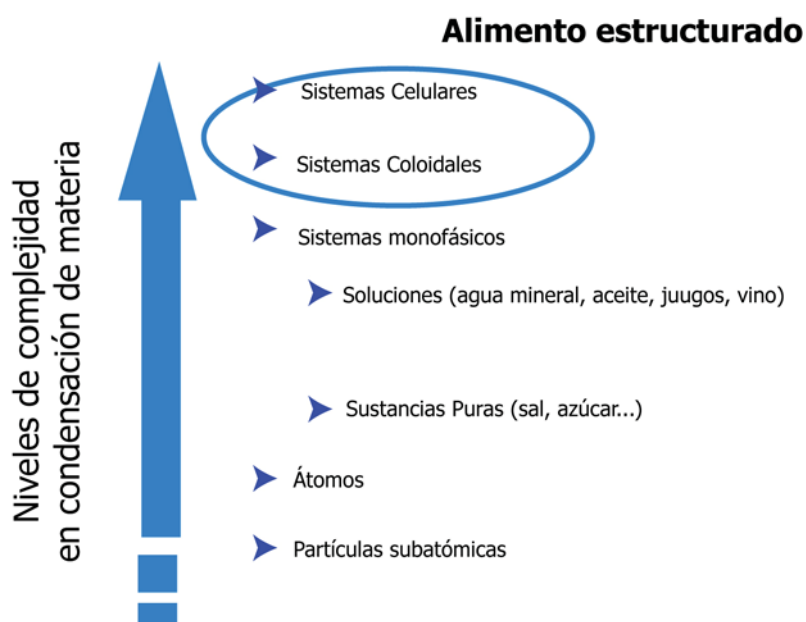 Alimento estructurado
Niveles de complejidad
en condensación de materia
Sistemas Celulares
Sistemas Coloidales
Sistemas monofásicos
Soluciones (agua mineral, aceite, juugos, vino)
Sustancias Puras (sal, azúcar...)
Átomos
Partículas subatómicas